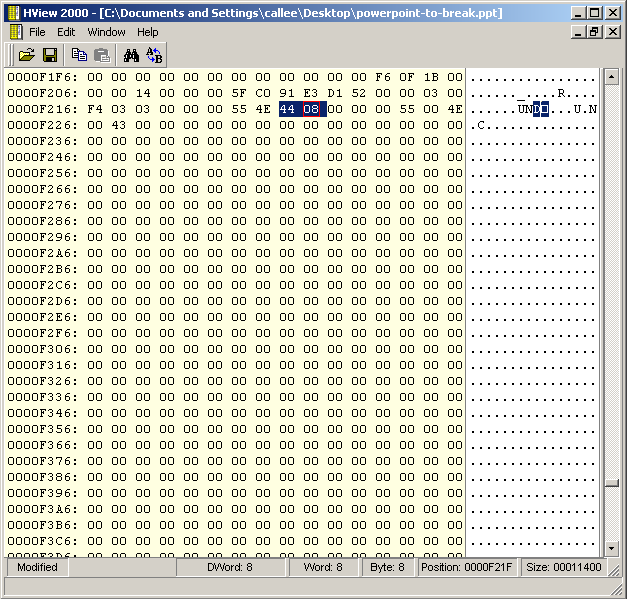 HView 2000 - [C:\Documents and Settings\callee\Desktop\powerpoint-to-break.ppt]
File Edit Window Help
0000F1F6: 00 00 00 00 00 00 00 00 00 00 00 00 F6 0F 1B 00 ................
0000F206: 00 00 14 00 00 00 5F C0 91 E3 D1 52 00 00 03 00 ......_....R....
0000F216: F4 03 03 00 00 00 55 4E 44 08 00 00 00 55 00 4E ......UND□...U.N
0000F226: 00 43 00 00 00 00 00 00 00 00 00 00 00 00 00 00 .C..............
0000F236: 00 00 00 00 00 00 00 00 00 00 00 00 00 00 00 00 ................
0000F246: 00 00 00 00 00 00 00 00 00 00 00 00 00 00 00 00 ................
0000F256: 00 00 00 00 00 00 00 00 00 00 00 00 00 00 00 00 ................
0000F266: 00 00 00 00 00 00 00 00 00 00 00 00 00 00 00 00 ................
0000F276: 00 00 00 00 00 00 00 00 00 00 00 00 00 00 00 00 ................
0000F286: 00 00 00 00 00 00 00 00 00 00 00 00 00 00 00 00 ................
0000F296: 00 00 00 00 00 00 00 00 00 00 00 00 00 00 00 00 ................
0000F2A6: 00 00 00 00 00 00 00 00 00 00 00 00 00 00 00 00 ................
0000F2B6: 00 00 00 00 00 00 00 00 00 00 00 00 00 00 00 00 ................
0000F2C6: 00 00 00 00 00 00 00 00 00 00 00 00 00 00 00 00 ................
0000F2D6: 00 00 00 00 00 00 00 00 00 00 00 00 00 00 00 00 ................
0000F2E6: 00 00 00 00 00 00 00 00 00 00 00 00 00 00 00 00 ................
0000F2F6: 00 00 00 00 00 00 00 00 00 00 00 00 00 00 00 00 ................
0000F306: 00 00 00 00 00 00 00 00 00 00 00 00 00 00 00 00 ................
0000F316: 00 00 00 00 00 00 00 00 00 00 00 00 00 00 00 00 ................
0000F326: 00 00 00 00 00 00 00 00 00 00 00 00 00 00 00 00 ................
0000F336: 00 00 00 00 00 00 00 00 00 00 00 00 00 00 00 00 ................
0000F346: 00 00 00 00 00 00 00 00 00 00 00 00 00 00 00 00 ................
0000F356: 00 00 00 00 00 00 00 00 00 00 00 00 00 00 00 00 ................
0000F366: 00 00 00 00 00 00 00 00 00 00 00 00 00 00 00 00 ................
0000F376: 00 00 00 00 00 00 00 00 00 00 00 00 00 00 00 00 ................
0000F386: 00 00 00 00 00 00 00 00 00 00 00 00 00 00 00 00 ................
0000F396: 00 00 00 00 00 00 00 00 00 00 00 00 00 00 00 00 ................
0000F3A6: 00 00 00 00 00 00 00 00 00 00 00 00 00 00 00 00 ................
0000F3B6: 00 00 00 00 00 00 00 00 00 00 00 00 00 00 00 00 ................
0000F3C6: 00 00 00 00 00 00 00 00 00 00 00 00 00 00 00 00 ................
0000F3D6: 00 00 00 00 00 00 00 00 00 00 00 00 00 00 00 00
Modified DWord: 8 Word: 8 Byte: 8 Position: 0000F21F Size: 00011400